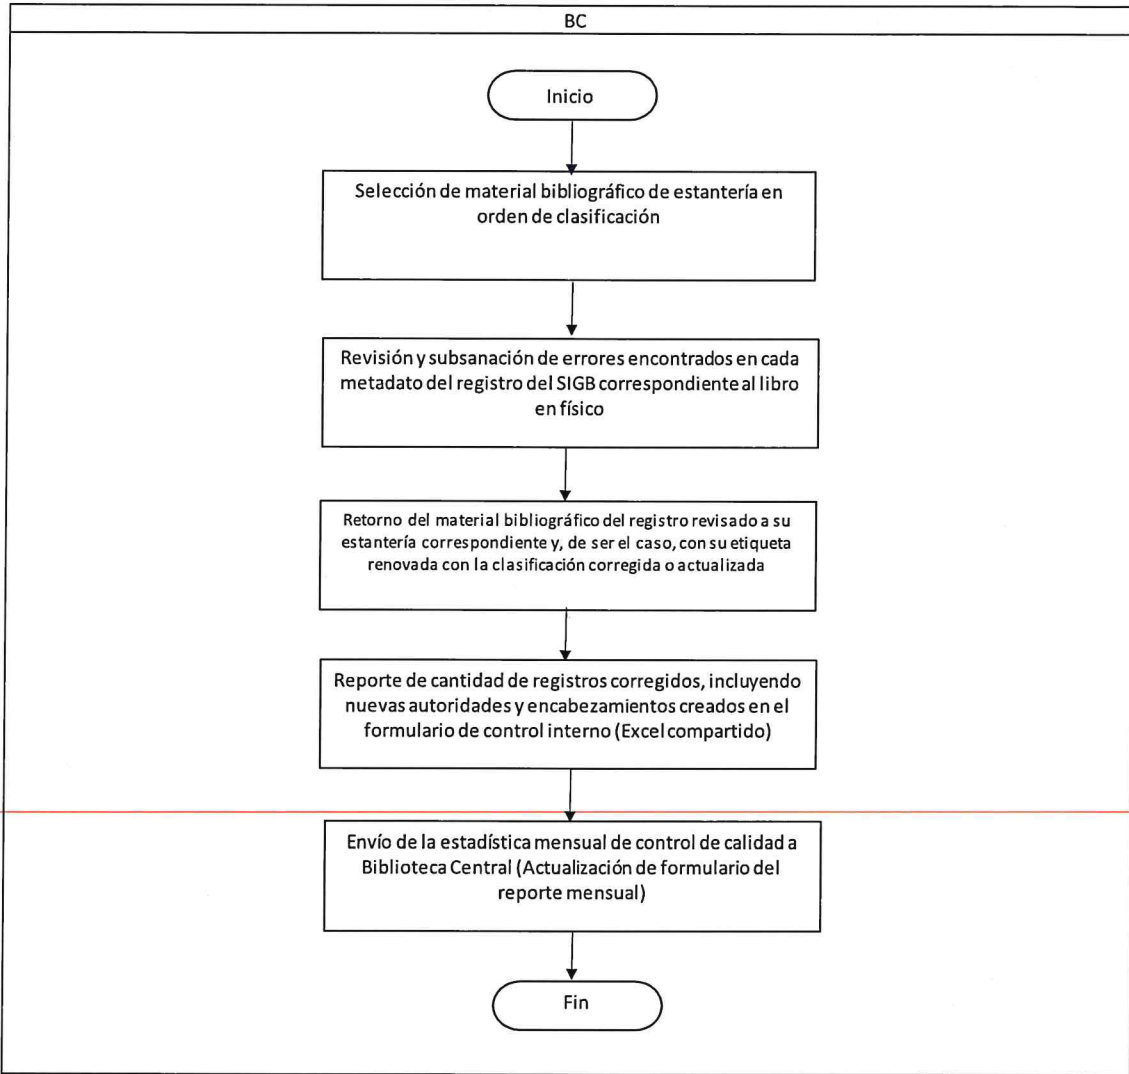 BC
Inicio
Selección de material bibliográfico de estantería en
orden de clasificación
Revisión y subsanación de errores encontrados en cada
metadato del registro del SIGB correspondiente al libro
en físico
Retorno del material bibliográfico del registro revisado a su
estantería correspondiente y, de ser el caso, con su etiqueta
renovada con la clasificación corregida o actualizada
Reporte de cantidad de registros corregidos, incluyendo
nuevas autoridades y encabezamientos creados en el
formulario de control interno (Excel compartido)
Envío de la estadística mensual de control de calidad a
Biblioteca Central (Actualización de formulario del
reporte mensual)
Fin